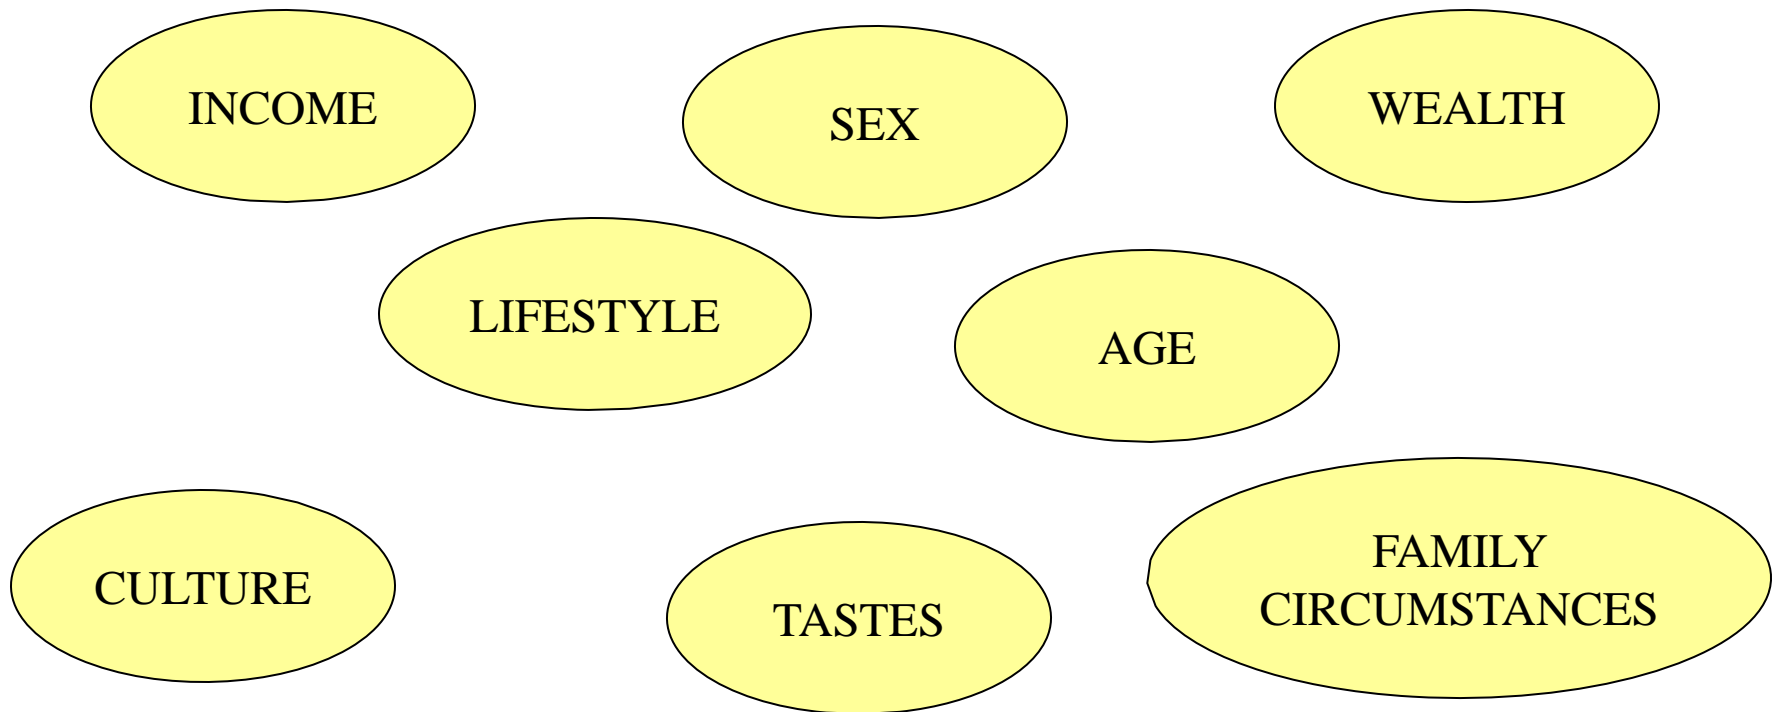 INCOME
SEX
WEALTH
LIFESTYLE
AGE
CULTURE
TASTES
FAMILY
CIRCUMSTANCES